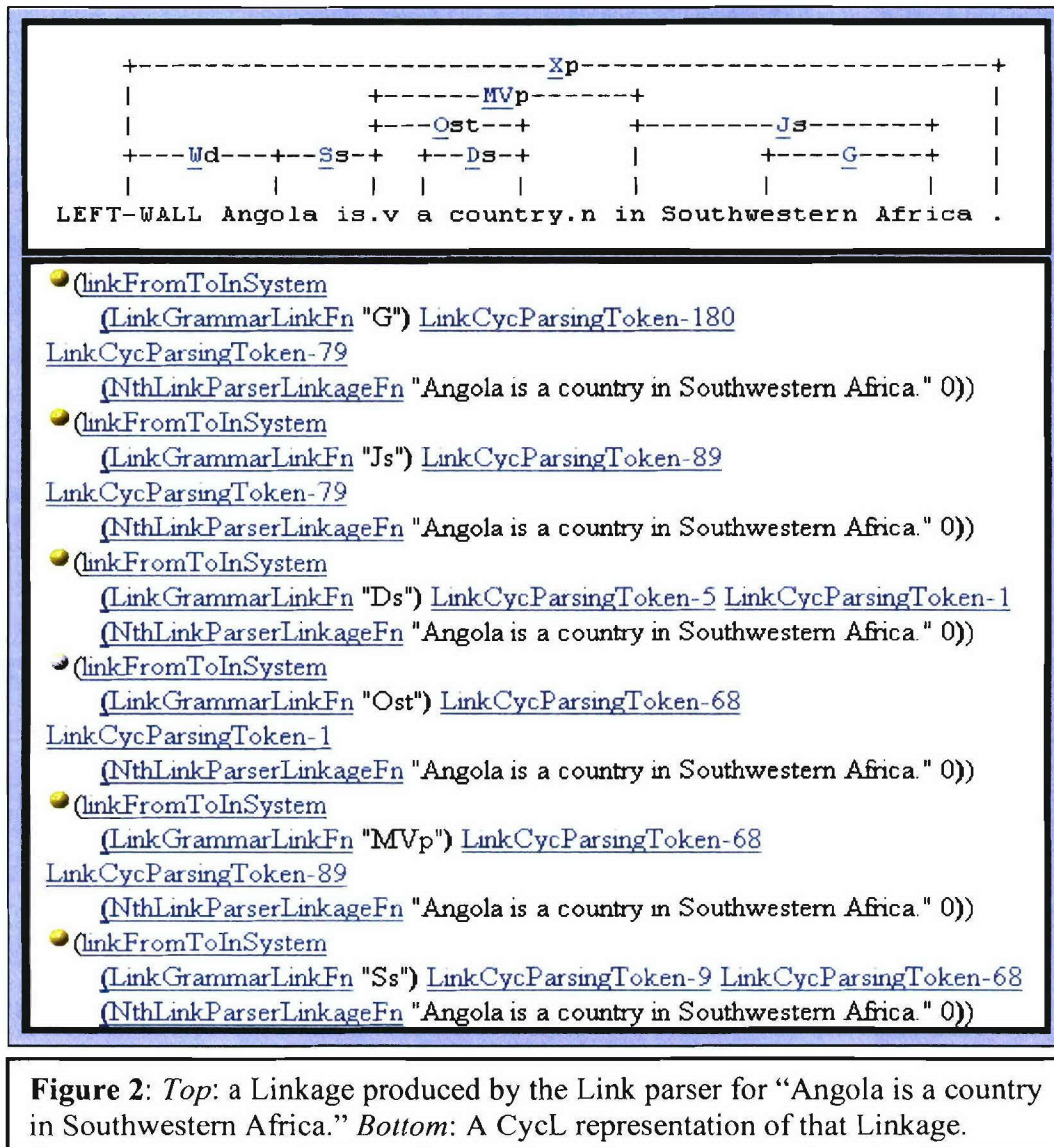 +-----------------------------Xp-----------------------------+
|                +------MVp------+                      |
|                +---Ost---+       +---------Js---------+    |
+---Wd---+--Ss--+  +--Ds--+       |        +----G----+    |
|         |      |  |      |       |        |         |    |
LEFT-WALL Angola is.v a country.n in Southwestern Africa .
(linkFromToInSystem
(LinkGrammarLinkFn "G") LinkCycParsingToken-180
LinkCycParsingToken-79
(NthLinkParserLinkageFn "Angola is a country in Southwestern Africa." 0))
(linkFromToInSystem
(LinkGrammarLinkFn "Js") LinkCycParsingToken-89
LinkCycParsingToken-79
(NthLinkParserLinkageFn "Angola is a country in Southwestern Africa." 0))
(linkFromToInSystem
(LinkGrammarLinkFn "Ds") LinkCycParsingToken-5 LinkCycParsingToken-1
(NthLinkParserLinkageFn "Angola is a country in Southwestern Africa." 0))
(linkFromToInSystem
(LinkGrammarLinkFn "Ost") LinkCycParsingToken-68
LinkCycParsingToken-1
(NthLinkParserLinkageFn "Angola is a country in Southwestern Africa." 0))
(linkFromToInSystem
(LinkGrammarLinkFn "MVp") LinkCycParsingToken-68
LinkCycParsingToken-89
(NthLinkParserLinkageFn "Angola is a country in Southwestern Africa." 0))
(linkFromToInSystem
(LinkGrammarLinkFn "Ss") LinkCycParsingToken-9 LinkCycParsingToken-68
(NthLinkParserLinkageFn "Angola is a country in Southwestern Africa." 0))
Figure 2: Top: a Linkage produced by the Link parser for “Angola is a country
in Southwestern Africa.” Bottom: A CycL representation of that Linkage.